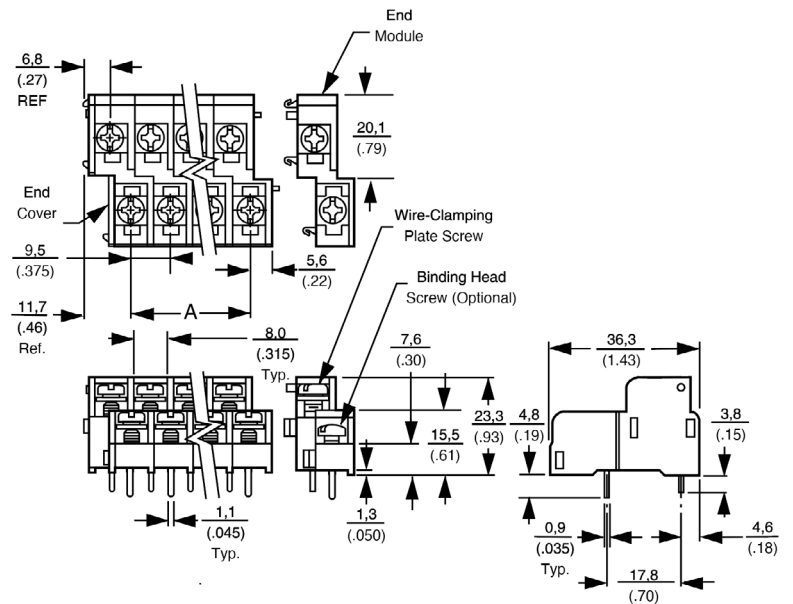 End
Module
6,8
(.27)
REF
20,1
(.79)
End
Cover
Wire-Clamping
Plate Screw
9,5
(.375)
5,6
(.22)
Binding Head
Screw (Optional)
A
11,7
(.46)
Ref.
8,0
(.315)
Typ.
7,6
(.30)
36,3
(1.43)
23,3
(.93)
4,8
(.19)
3,8
(.15)
15,5
(.61)
1,1
(.045)
Typ.
1,3
(.050)
0,9
(.035)
Typ.
4,6
(.18)
17,8
(.70)